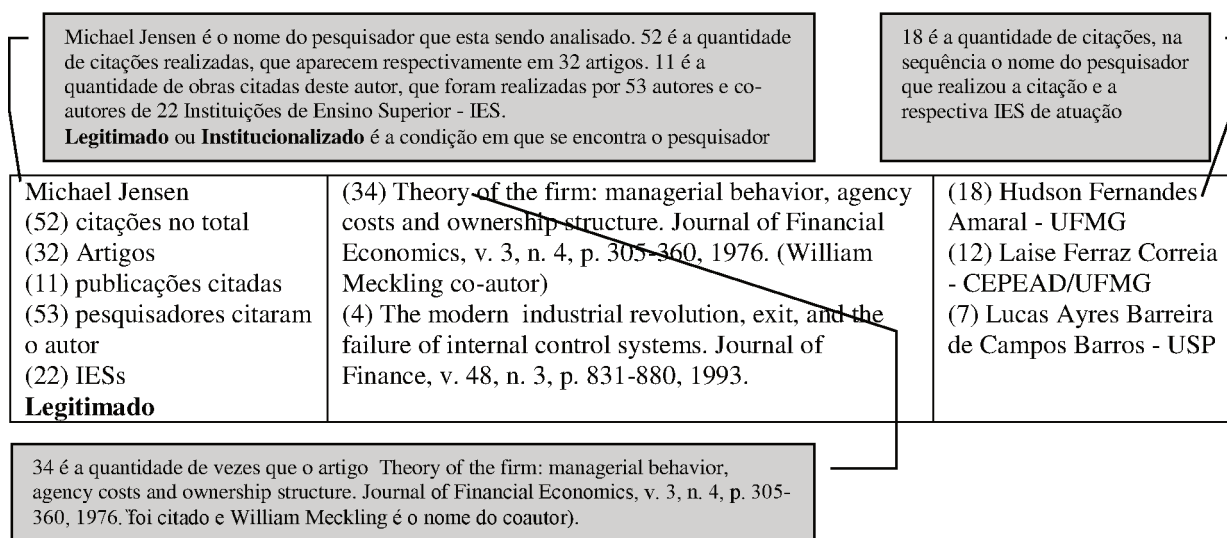 Michael Jensen é o nome do pesquisador que esta sendo analisado. 52 é a quantidade
de citações realizadas, que aparecem respectivamente em 32 artigos. 11 é a
quantidade de obras citadas deste autor, que foram realizadas por 53 autores e co-
autores de 22 Instituições de Ensino Superior - IES.
Legitimado ou Institucionalizado é a condição em que se encontra o pesquisador
18 é a quantidade de citações, na
sequência o nome do pesquisador
que realizou a citação e a
respectiva IES de atuação
Michael Jensen
(52) citações no total
(32) Artigos
(11) publicações citadas
(53) pesquisadores citaram
o autor
(22) IESs
Legitimado
(34) Theory of the firm: managerial behavior, agency
costs and ownership structure. Journal of Financial
Economics, v. 3, n. 4, p. 305-360, 1976. (William
Meckling co-autor)
(4) The modern industrial revolution, exit, and the
failure of internal control systems. Journal of
Finance, v. 48, n. 3, p. 831-880, 1993.
(18) Hudson Fernandes
Amaral - UFMG
(12) Laise Ferraz Correia
- CEPEAD/UFMG
(7) Lucas Ayres Barreira
de Campos Barros - USP
34 é a quantidade de vezes que o artigo Theory of the firm: managerial behavior,
agency costs and ownership structure. Journal of Financial Economics, v. 3, n. 4, p. 305-
360, 1976. foi citado e William Meckling é o nome do coautor).